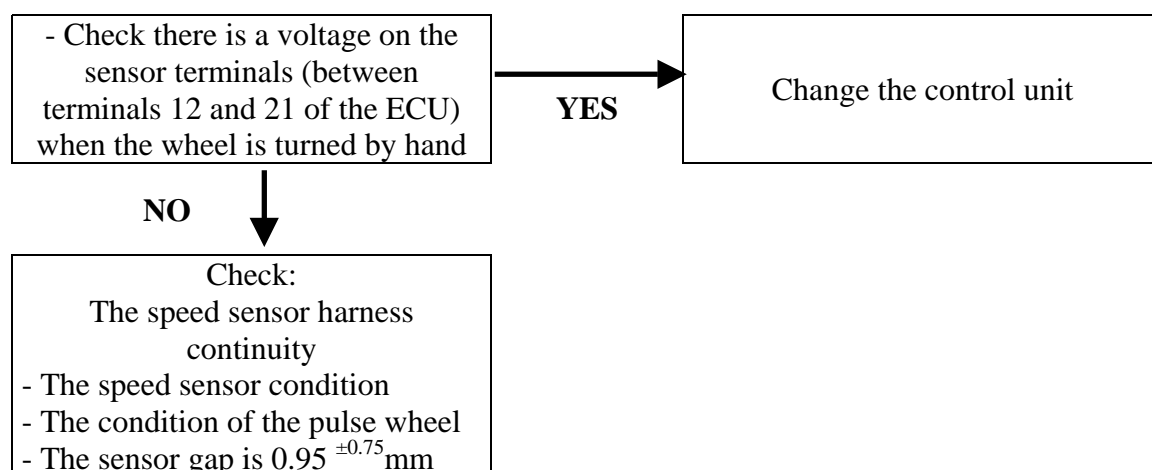 - Check there is a voltage on the
sensor terminals (between
terminals 12 and 21 of the ECU)
when the wheel is turned by hand
YES
Change the control unit
NO
Check:
The speed sensor harness
continuity
- The speed sensor condition
- The condition of the pulse wheel
- The sensor gap is 0.95 ±0.75mm